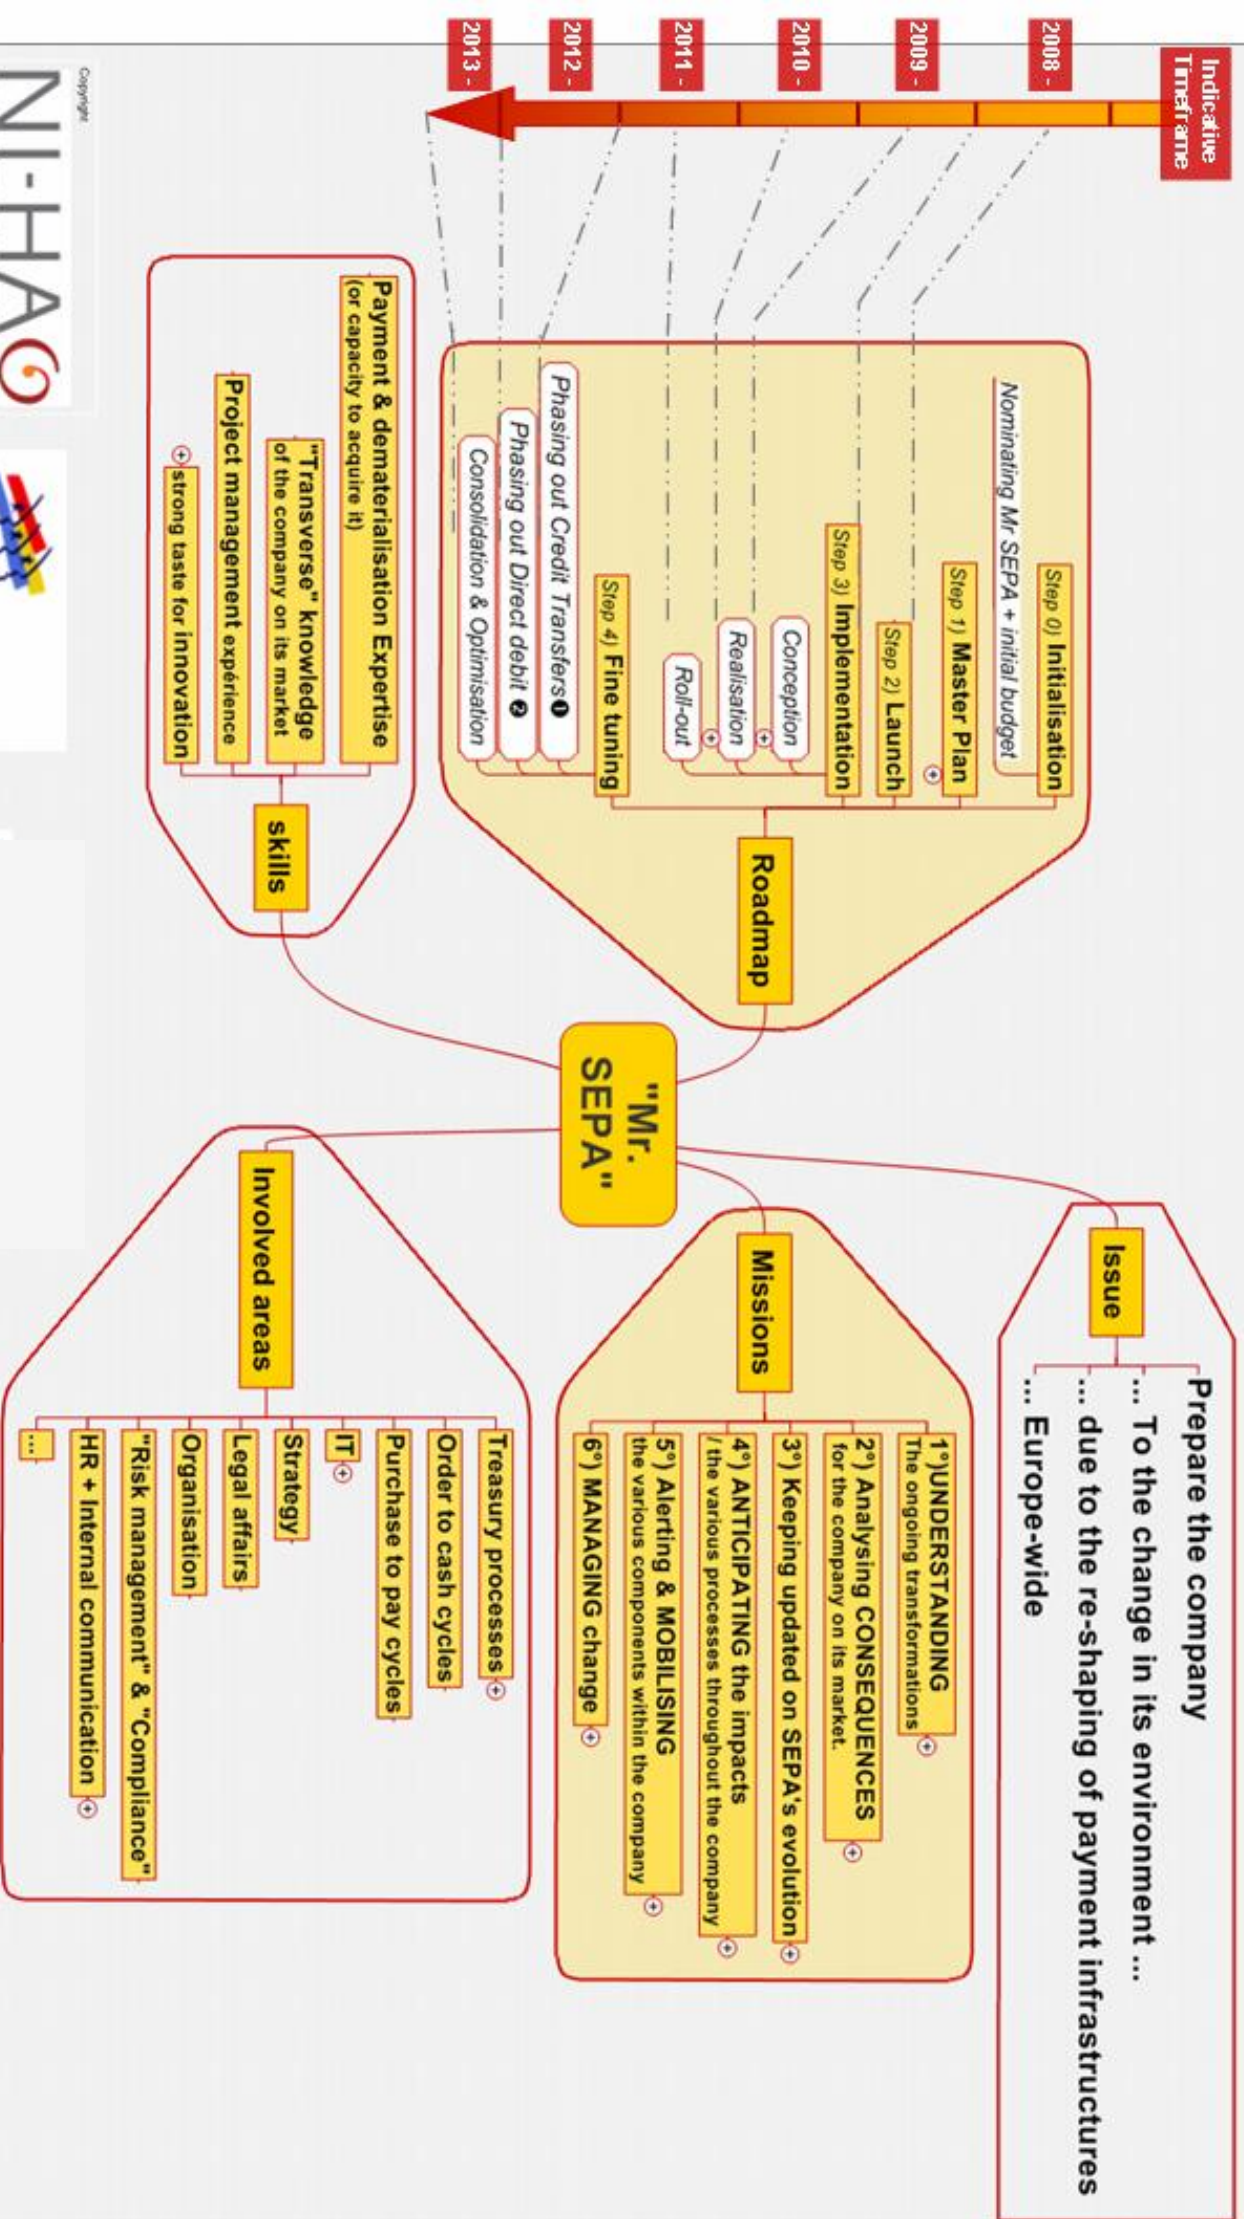 Indicative
Timeframe
2008 -
2009 -
2010 -
2011 -
2012 -
2013 -
Step 0) Initialisation
Nominating Mr SEPA + initial budget
Step 1) Master Plan
Step 2) Launch
Step 3) Implementation
Conception
Realisation
Roll-out
Step 4) Fine tuning
Phasing out Credit Transfers❶
Phasing out Direct debit ❷
Consolidation & Optimisation
Roadmap
Payment & dematerialisation Expertise
(or capacity to acquire it)
"Transverse" knowledge
of the company on its market
Project management expérience
strong taste for innovation
skills
"Mr.
SEPA"
Issue
Prepare the company
... To the change in its environment ...
... due to the re-shaping of payment infrastructures
... Europe-wide
Missions
1°)UNDERSTANDING
The ongoing transformations
2°) Analysing CONSEQUENCES
for the company on its market.
3°) Keeping updated on SEPA's evolution
4°) ANTICIPATING the impacts
/ the various processes throughout the company
5°) Alerting & MOBILISING
the various components within the company
6°) MANAGING change
Involved areas
Treasury processes
Order to cash cycles
Purchase to pay cycles
IT
Strategy
Legal affairs
Organisation
"Risk management" & "Compliance"
HR + Internal communication
...
Copyright
NI-HAO